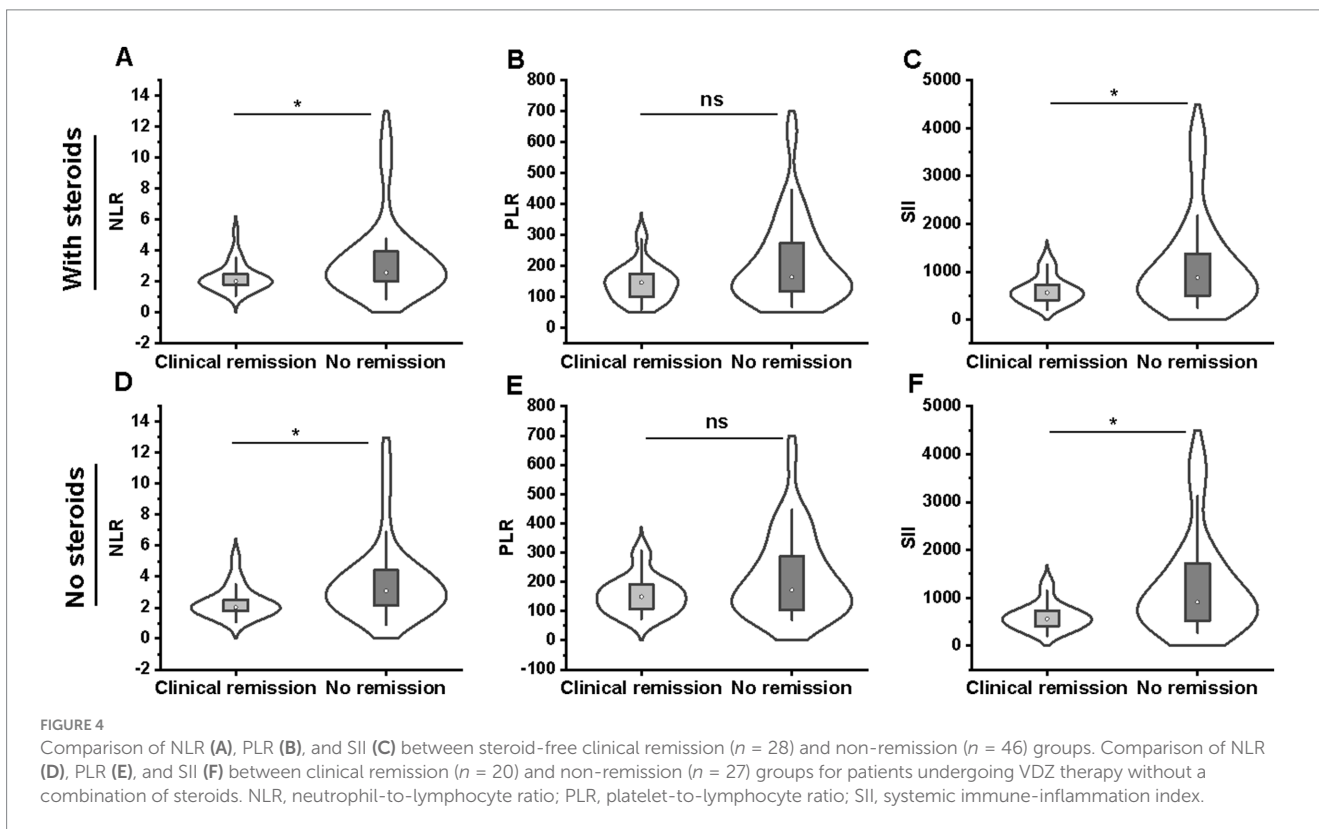 A
B
C
With steroids
NLR
14
12
10
8
6
4
2
0
-2
*
Clinical remission No remission
PLR
800
700
600
500
400
300
200
100
0
ns
Clinical remission No remission
SII
5000
4000
3000
2000
1000
0
*
Clinical remission No remission
D
E
F
No steroids
NLR
14
12
10
8
6
4
2
0
-2
*
Clinical remission No remission
PLR
800
700
600
500
400
300
200
100
0
-100
ns
Clinical remission No remission
SII
5000
4000
3000
2000
1000
0
*
Clinical remission No remission
FIGURE 4
Comparison of NLR (A), PLR (B), and SII (C) between steroid-free clinical remission (n = 28) and non-remission (n = 46) groups. Comparison of NLR
(D), PLR (E), and SII (F) between clinical remission (n = 20) and non-remission (n = 27) groups for patients undergoing VDZ therapy without a
combination of steroids. NLR, neutrophil-to-lymphocyte ratio; PLR, platelet-to-lymphocyte ratio; SII, systemic immune-inflammation index.